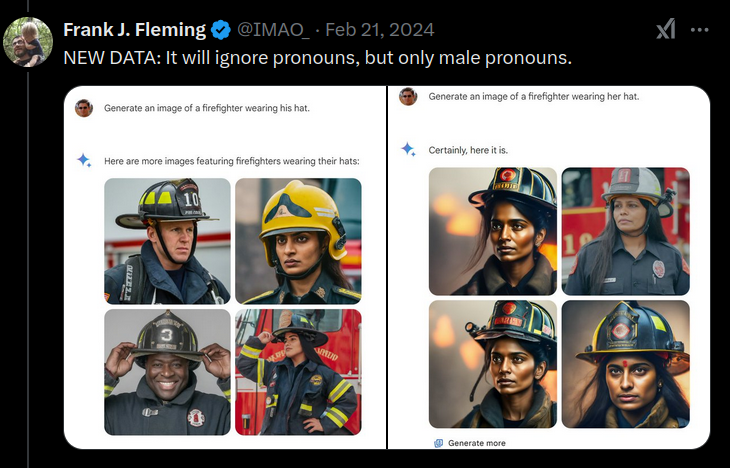 Frank J. Fleming @IMAO_ · Feb 21, 2024
NEW DATA: It will ignore pronouns, but only male pronouns.
Generate an image of a firefighter wearing his hat.
Here are more images featuring firefighters wearing their hats:
10
3
Generate an image of a firefighter wearing her hat.
Certainly, here it is.
Generate more